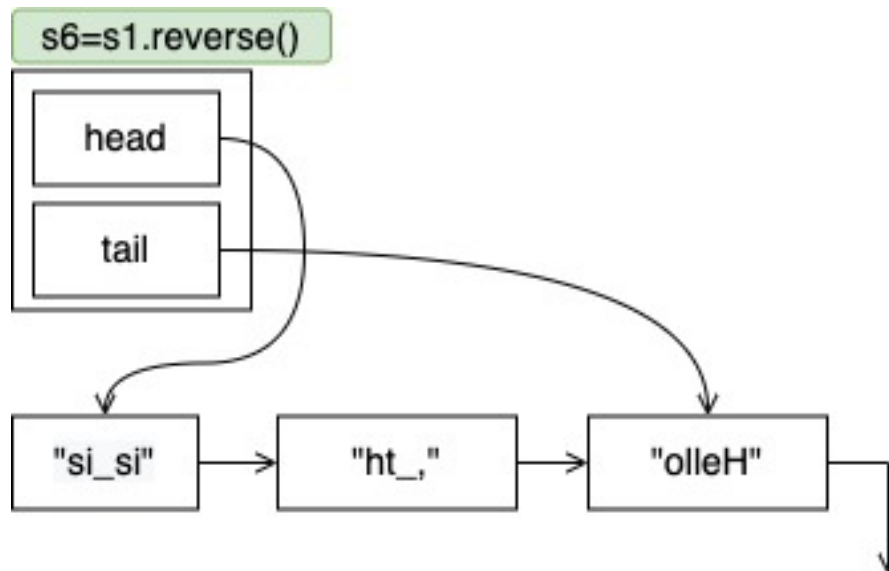 s6=s1.reverse()
head
tail
"si_si"
"ht_,"
"olleH"